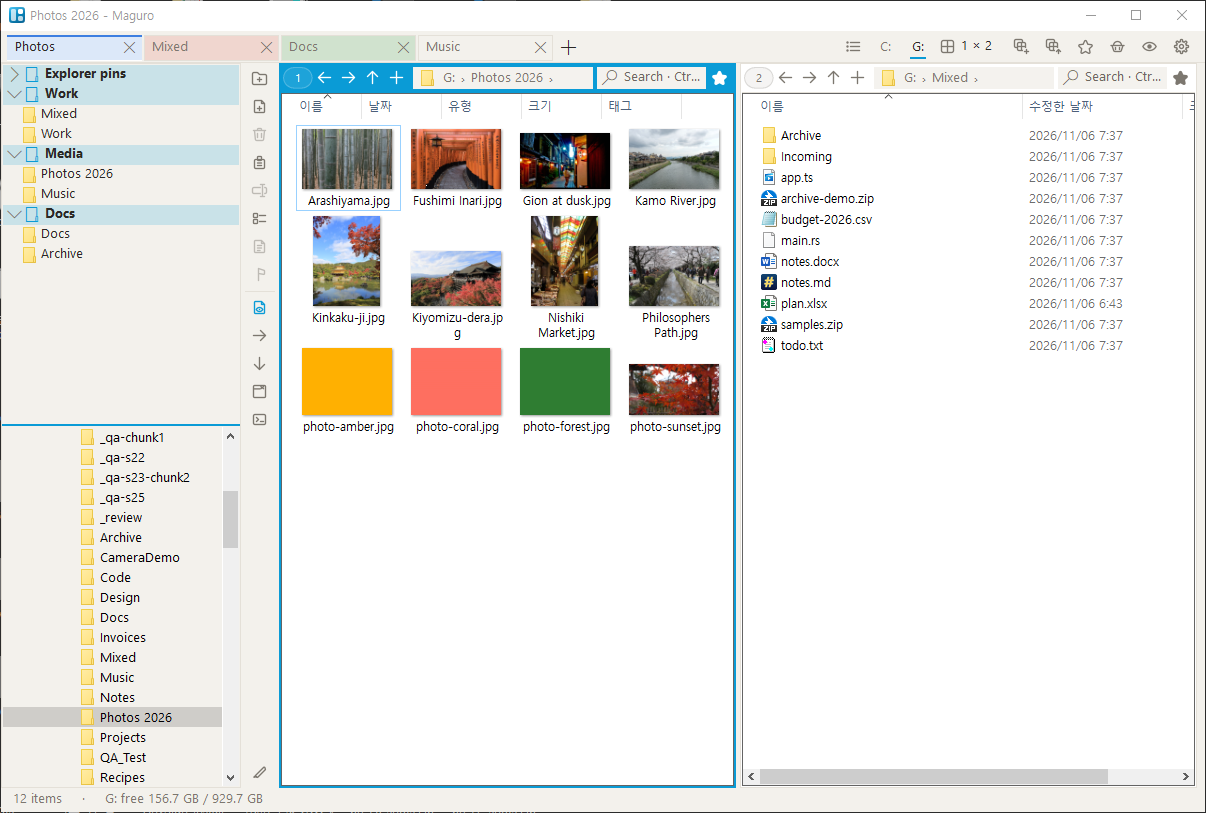 Photos 2026 - Maguro
Photos
Mixed
Docs
Music
C:
G:
1 × 2
Explorer pins
Work
Mixed
Work
Media
Photos 2026
Music
Docs
Docs
Archive
_qa-chunk1
_qa-s22
_qa-s23-chunk2
_qa-s25
_review
Archive
CameraDemo
Code
Design
Docs
Invoices
Mixed
Music
Notes
Photos 2026
Projects
QA_Test
Recipes
1
G: › Photos 2026 ›
Search · Ctr...
이름 날짜 유형 크기 태그
Arashiyama.jpg
Fushimi Inari.jpg
Gion at dusk.jpg
Kamo River.jpg
Kinkaku-ji.jpg
Kiyomizu-dera.jp
g
Nishiki
Market.jpg
Philosophers
Path.jpg
photo-amber.jpg
photo-coral.jpg
photo-forest.jpg
photo-sunset.jpg
2
G: › Mixed ›
Search · Ctr...
이름 수정한 날짜
Archive 2026/11/06 7:37
Incoming 2026/11/06 7:37
app.ts 2026/11/06 7:37
archive-demo.zip 2026/11/06 7:37
budget-2026.csv 2026/11/06 7:37
main.rs 2026/11/06 7:37
notes.docx 2026/11/06 7:37
notes.md 2026/11/06 7:37
plan.xlsx 2026/11/06 6:43
samples.zip 2026/11/06 7:37
todo.txt 2026/11/06 7:37
12 items · G: free 156.7 GB / 929.7 GB